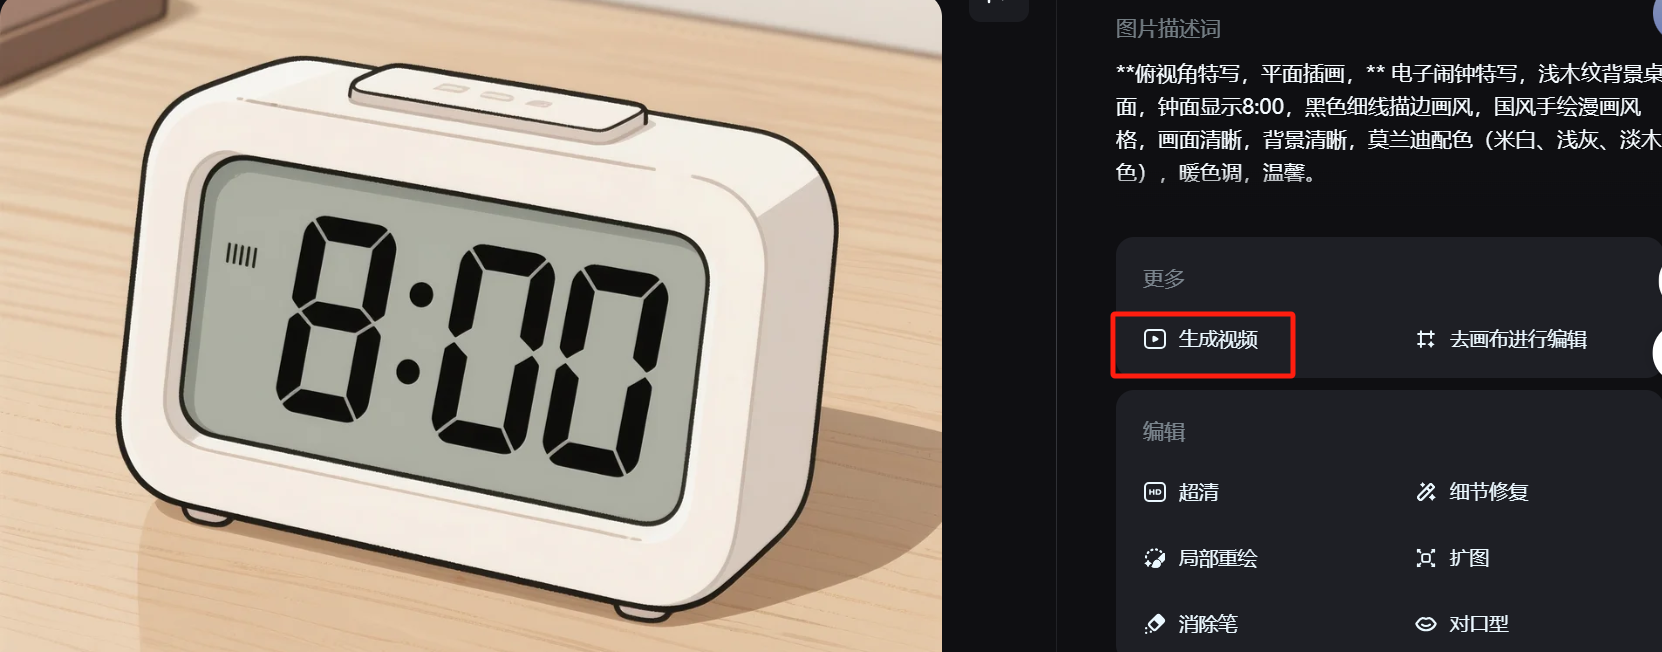 8:00
图片描述词
**俯视角特写，平面插画，** 电子闹钟特写，浅木纹背景桌
面，钟面显示8:00，黑色细线描边画风，国风手绘漫画风
格，画面清晰，背景清晰，莫兰迪配色（米白、浅灰、淡木
色），暖色调，温馨。
更多
生成视频
去画布进行编辑
编辑
HD 超清
细节修复
局部重绘
扩图
消除笔
对口型